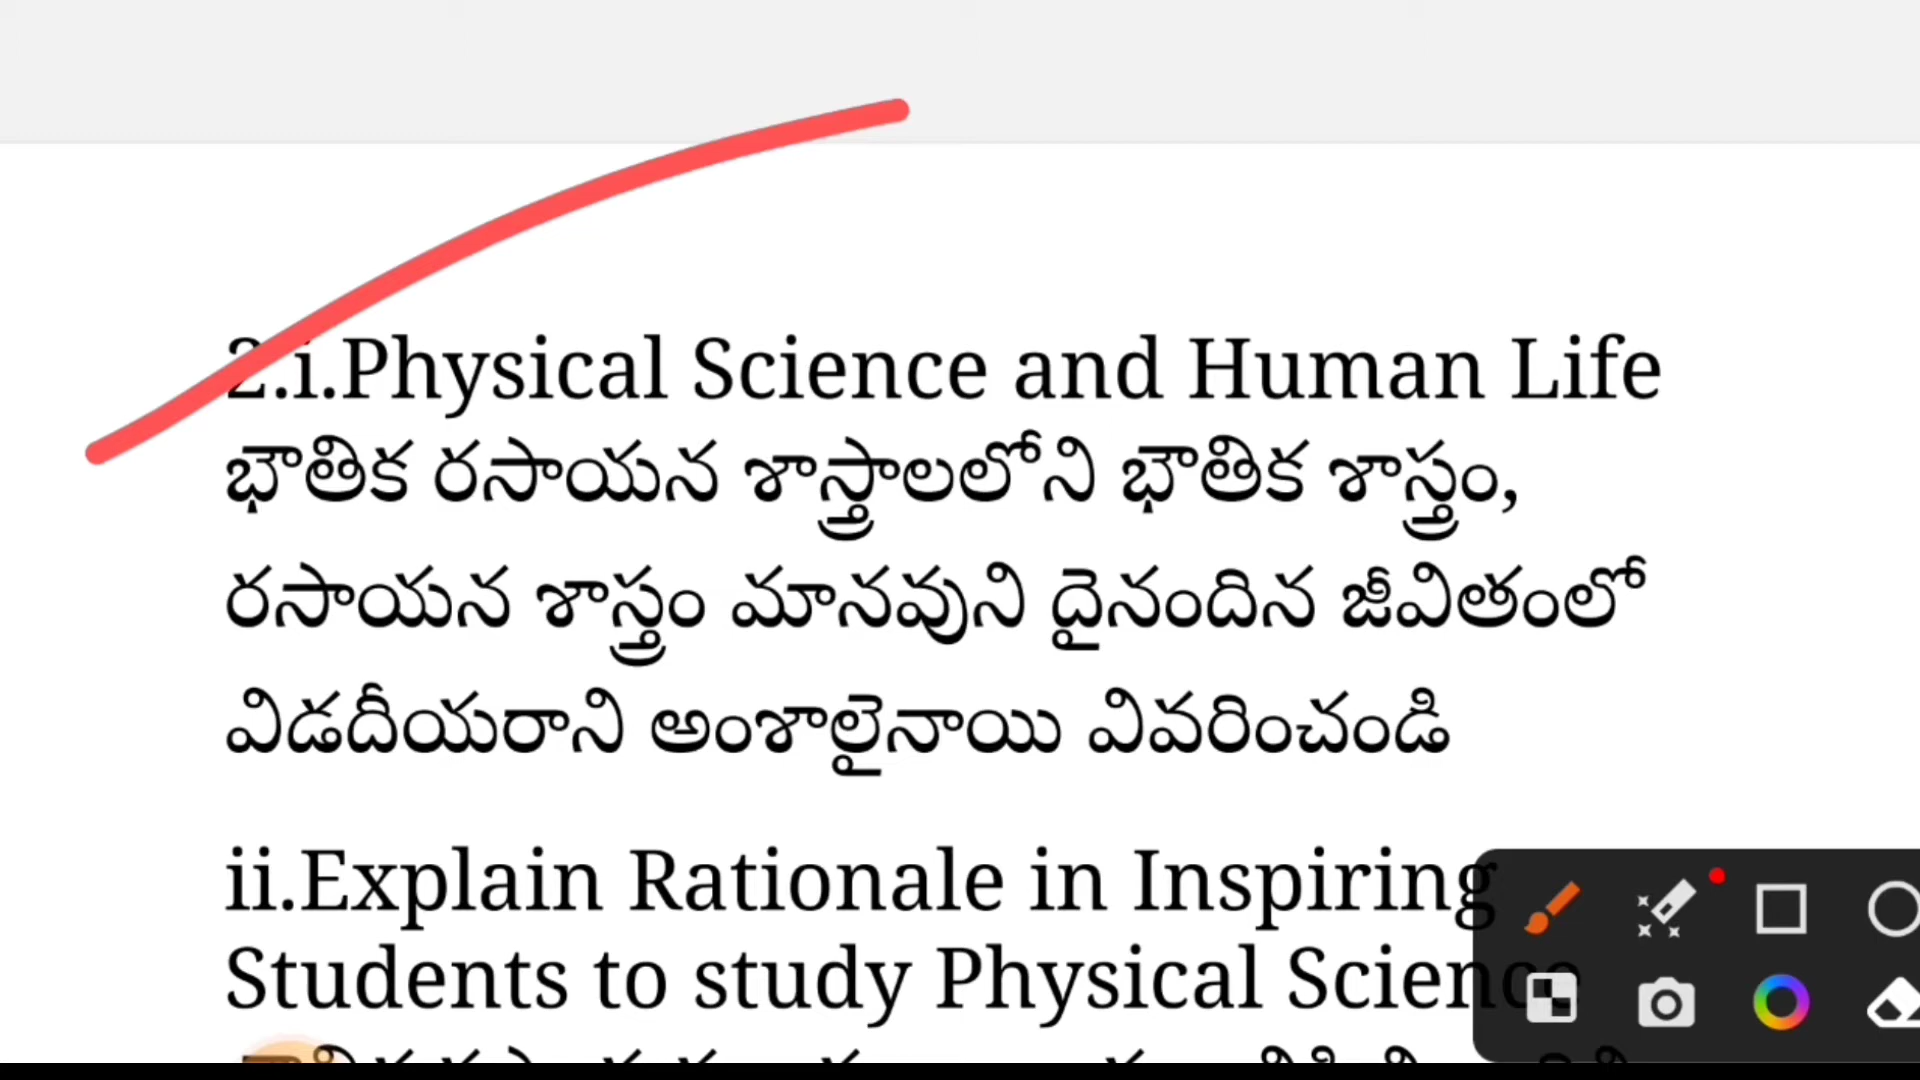 2.i.Physical Science and Human Life
భౌతిక రసాయన శాస్త్రాలలోని భౌతిక శాస్త్రం,
రసాయన శాస్త్రం మానవుని దైనందిన జీవితంలో
విడదీయరాని అంశాలైనాయి వివరించండి
ii.Explain Rationale in Inspiring
Students to study Physical Science